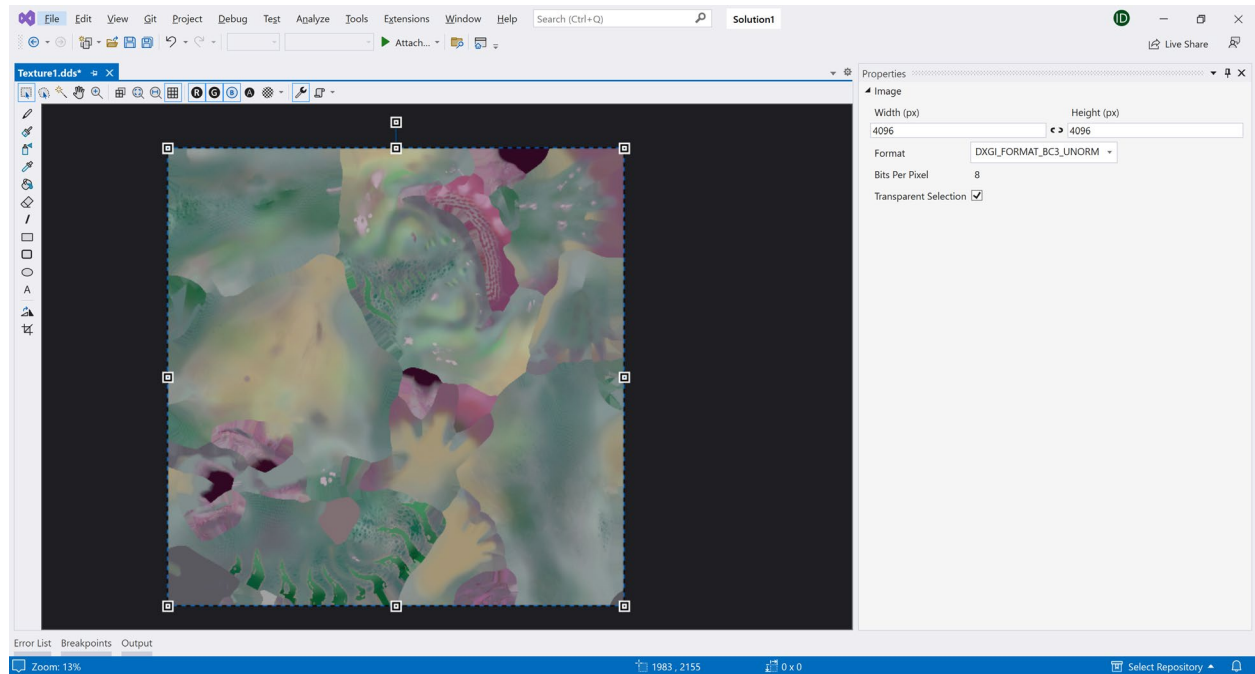 File Edit View Git Project Debug Test Analyze Tools Extensions Window Help Search (Ctrl+Q) Solution1 ID
Attach... Live Share
Texture1.dds* Properties
R G B A
Image
Width (px) Height (px)
4096 4096
Format DXGI_FORMAT_BC3_UNORM
Bits Per Pixel 8
Transparent Selection
A
Error List Breakpoints Output
Zoom: 13% 1983 , 2155 0 x 0 Select Repository